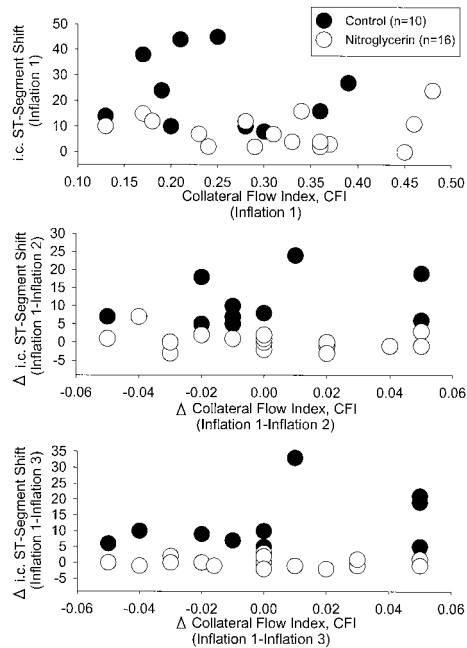 Control (n=10)
Nitroglycerin (n=16)
i.c. ST-Segment Shift
(Inflation 1)
50
40
30
20
10
0
0.10 0.15 0.20 0.25 0.30 0.35 0.40 0.45 0.50
Collateral Flow Index, CFI
(Inflation 1)
Δ i.c. ST-Segment Shift
(Inflation 1-Inflation 2)
30
25
20
15
10
5
0
-5
-0.06 -0.04 -0.02 0.00 0.02 0.04 0.06
Δ Collateral Flow Index, CFI
(Inflation 1-Inflation 2)
Δ i.c. ST-Segment Shift
(Inflation 1-Inflation 3)
35
30
25
20
15
10
5
0
-5
-0.06 -0.04 -0.02 0.00 0.02 0.04 0.06
Δ Collateral Flow Index, CFI
(Inflation 1-Inflation 3)